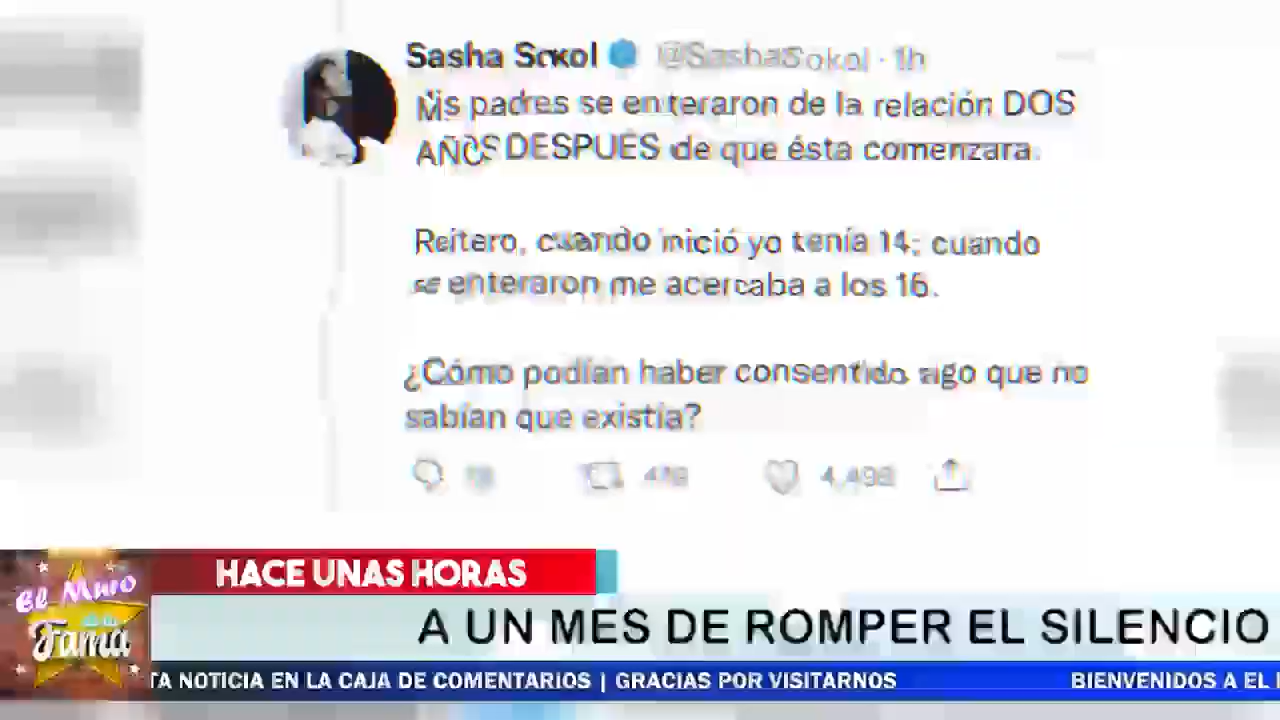 Sasha Sokol @SashaSokol · 1h
Mis padres se enteraron de la relación DOS
AÑOS DESPUÉS de que ésta comenzara.
Reitero, cuando inició yo tenía 14; cuando
se enteraron me acercaba a los 16.
¿Cómo podían haber consentido algo que no
sabían que existía?
4,498
HACE UNAS HORAS
A UN MES DE ROMPER EL SILENCIO
El Muro
de la
Fama
TA NOTICIA EN LA CAJA DE COMENTARIOS | GRACIAS POR VISITARNOS BIENVENIDOS A EL